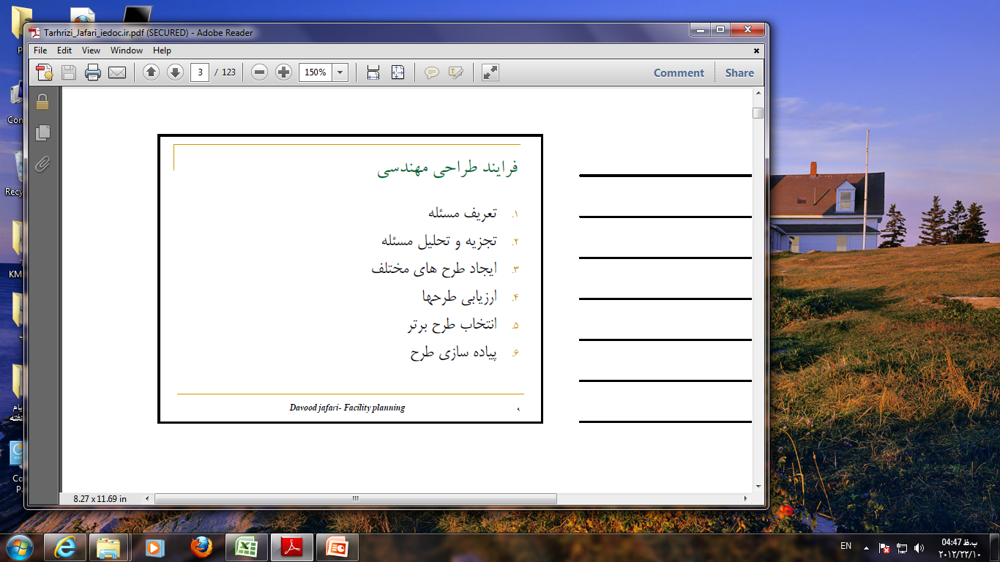 Tarhrizi_Jafari_iedoc.ir.pdf (SECURED) - Adobe Reader
File Edit View Window Help
3 / 123 150% Comment Share
فرایند طراحی مهندسی
۱. تعریف مسئله
۲. تجزیه و تحلیل مسئله
۳. ایجاد طرح های مختلف
۴. ارزیابی طرحها
۵. انتخاب طرح برتر
۶. پیاده سازی طرح
Davood jafari- Facility planning
8.27 x 11.69 in
KM
EN
04:47 ب.ظ
۲۰۱۲/۲۲/۱۰